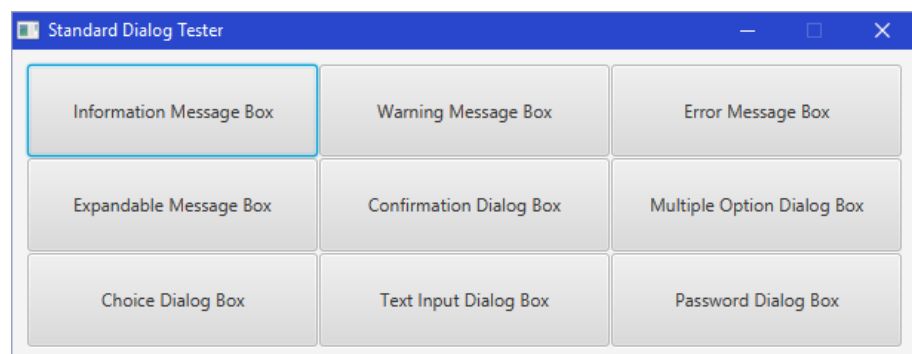 Standard Dialog Tester
Information Message Box
Warning Message Box
Error Message Box
Expandable Message Box
Confirmation Dialog Box
Multiple Option Dialog Box
Choice Dialog Box
Text Input Dialog Box
Password Dialog Box